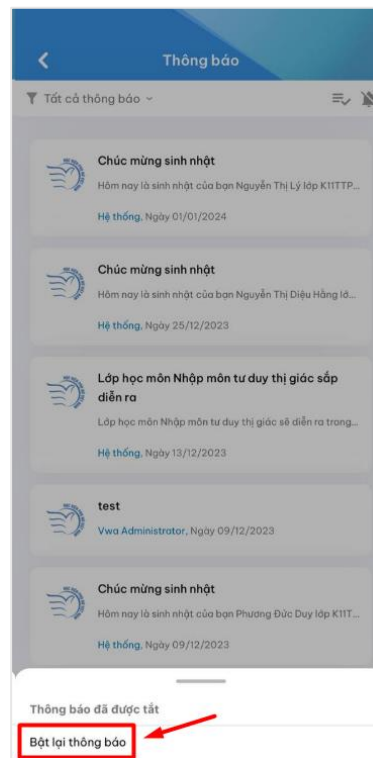 Thông báo
Tất cả thông báo
Chúc mừng sinh nhật
Hôm nay là sinh nhật của bạn Nguyễn Thị Lý lớp K11TTP...
Hệ thống, Ngày 01/01/2024
Chúc mừng sinh nhật
Hôm nay là sinh nhật của bạn Nguyễn Thị Diệu Hằng lớ...
Hệ thống, Ngày 25/12/2023
Lớp học môn Nhập môn tư duy thị giác sắp
diễn ra
Lớp học môn Nhập môn tư duy thị giác sẽ diễn ra trong...
Hệ thống, Ngày 13/12/2023
test
Vwa Administrator, Ngày 09/12/2023
Chúc mừng sinh nhật
Hôm nay là sinh nhật của bạn Phương Đức Duy lớp K11T...
Hệ thống, Ngày 09/12/2023
Thông báo đã được tắt
Bật lại thông báo